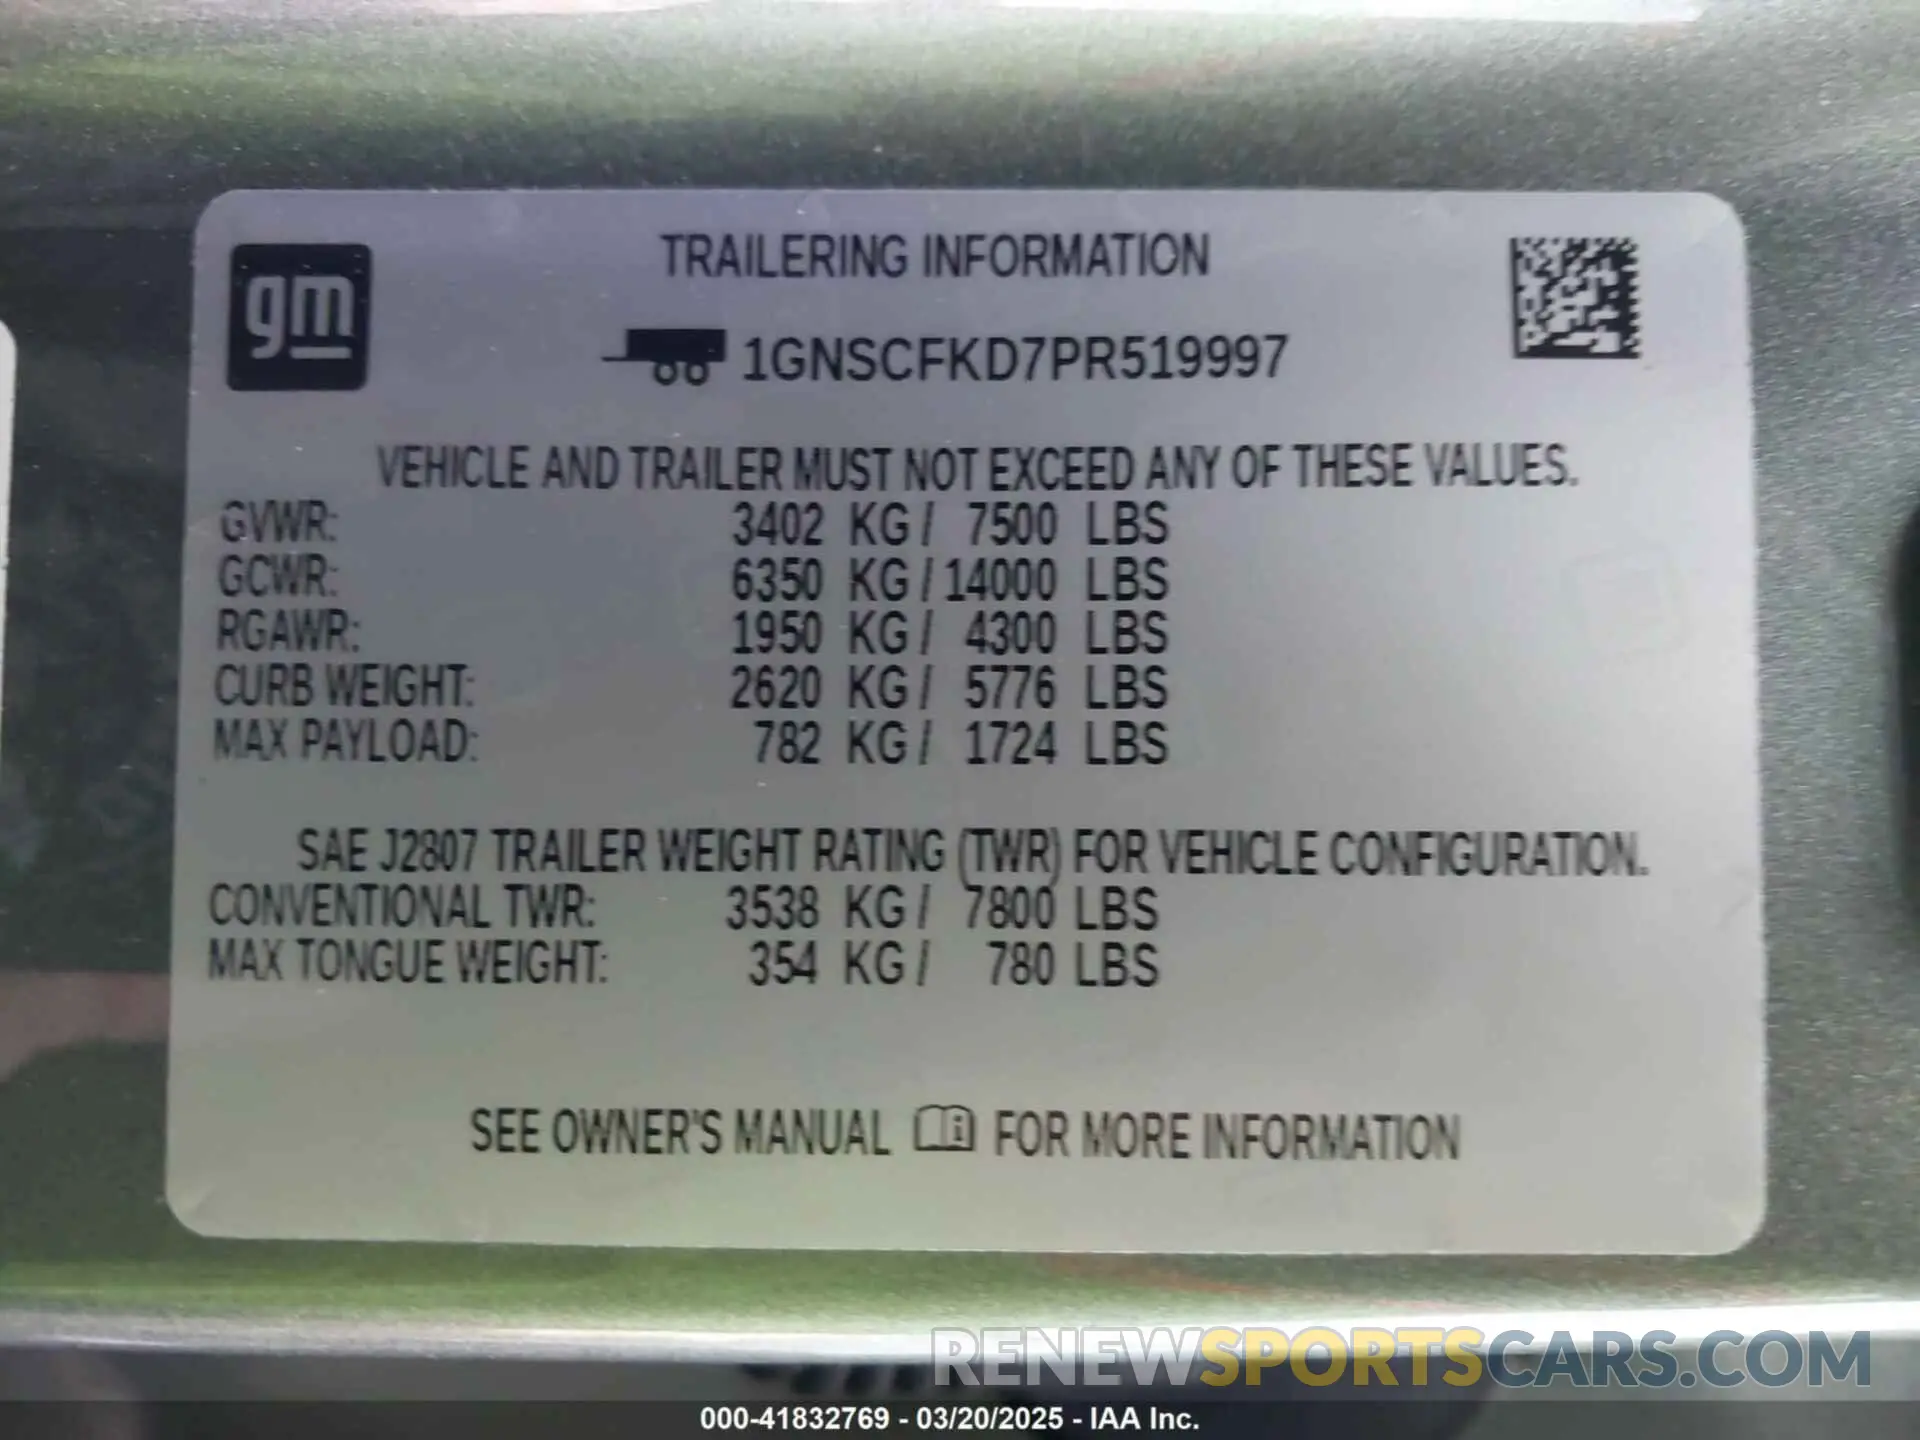 gm
TRAILERING INFORMATION
1GNSCFKD7PR519997
VEHICLE AND TRAILER MUST NOT EXCEED ANY OF THESE VALUES.
GVWR: 3402 KG / 7500 LBS
GCWR: 6350 KG / 14000 LBS
RGAWR: 1950 KG / 4300 LBS
CURB WEIGHT: 2620 KG / 5776 LBS
MAX PAYLOAD: 782 KG / 1724 LBS
SAE J2807 TRAILER WEIGHT RATING (TWR) FOR VEHICLE CONFIGURATION.
CONVENTIONAL TWR: 3538 KG / 7800 LBS
MAX TONGUE WEIGHT: 354 KG / 780 LBS
SEE OWNER'S MANUAL FOR MORE INFORMATION
RENEWSPORTSCARS.COM
000-41832769 - 03/20/2025 - IAA Inc.